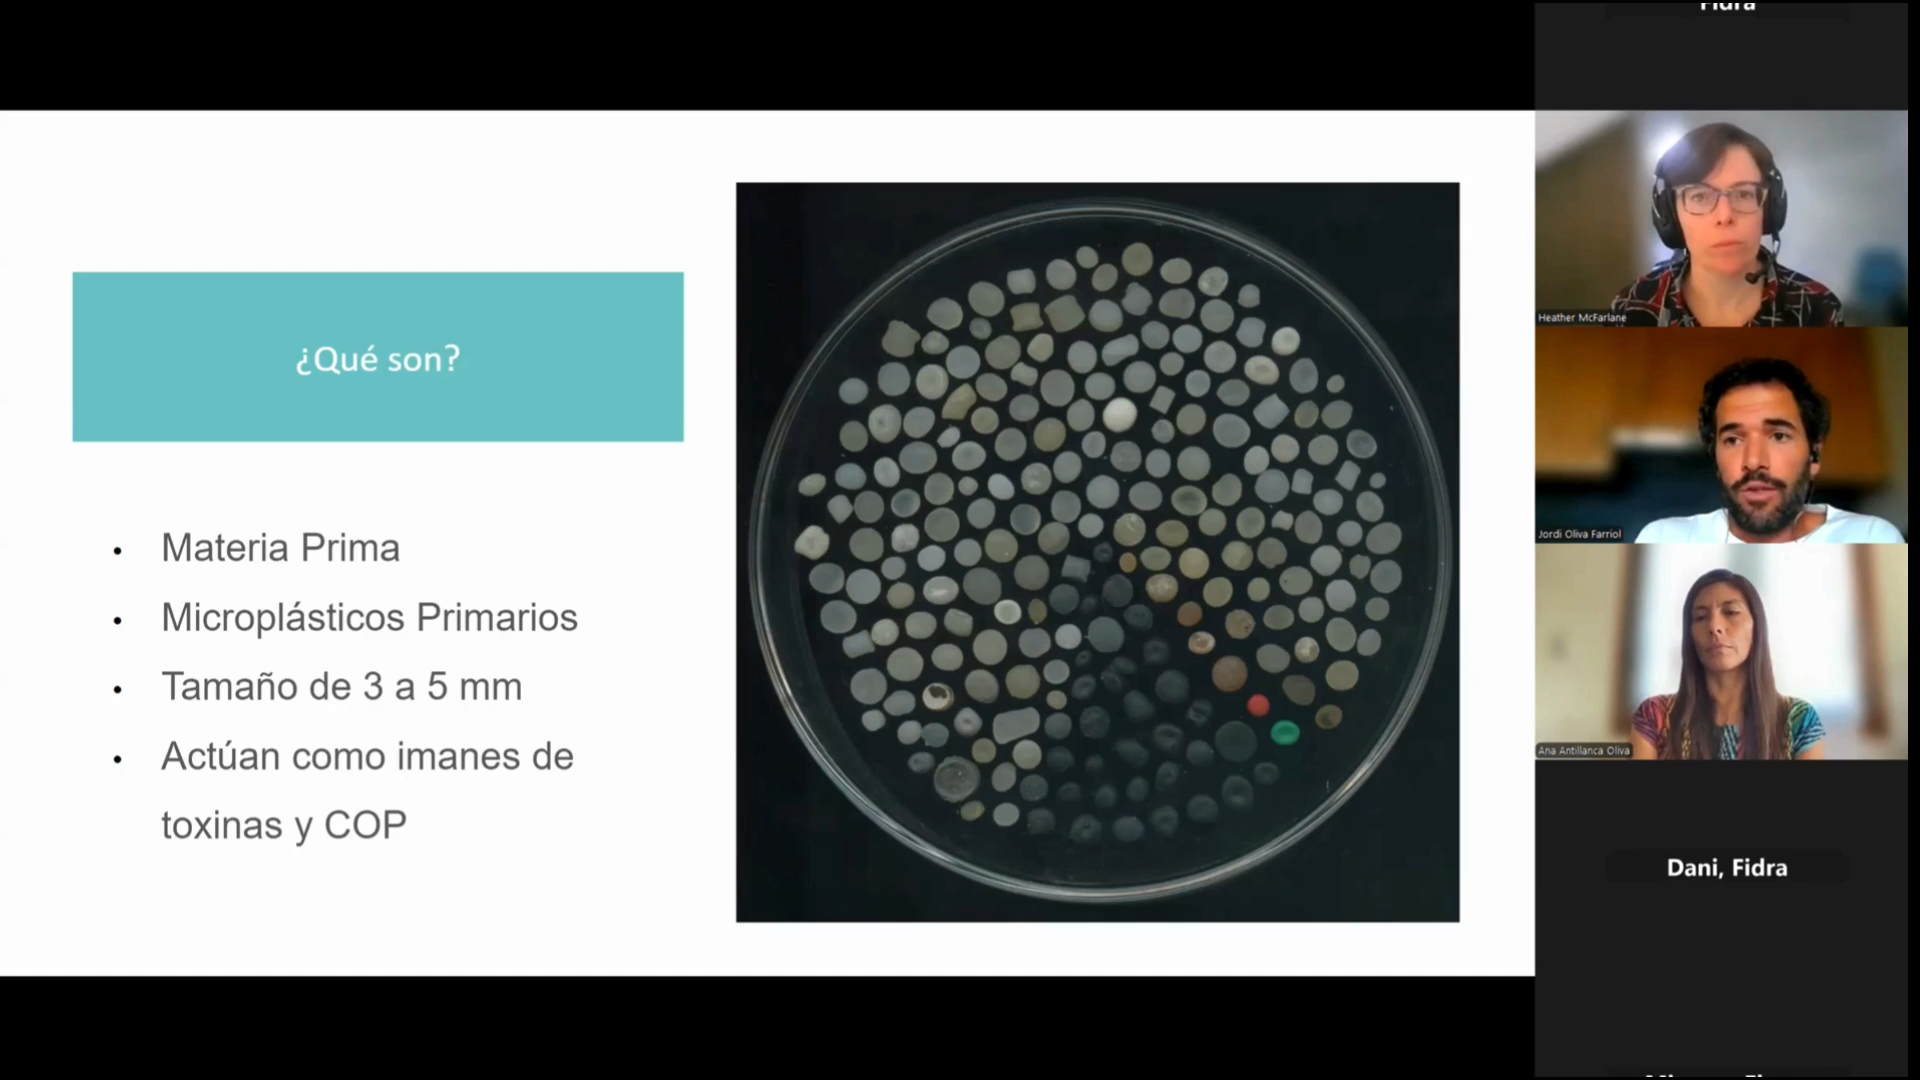 ¿Qué son?
• Materia Prima
• Microplásticos Primarios
• Tamaño de 3 a 5 mm
• Actúan como imanes de
toxinas y COP
Fidra
Heather McFarlane
Jordi Oliva Farriol
Ana Antillanca Oliva
Dani, Fidra